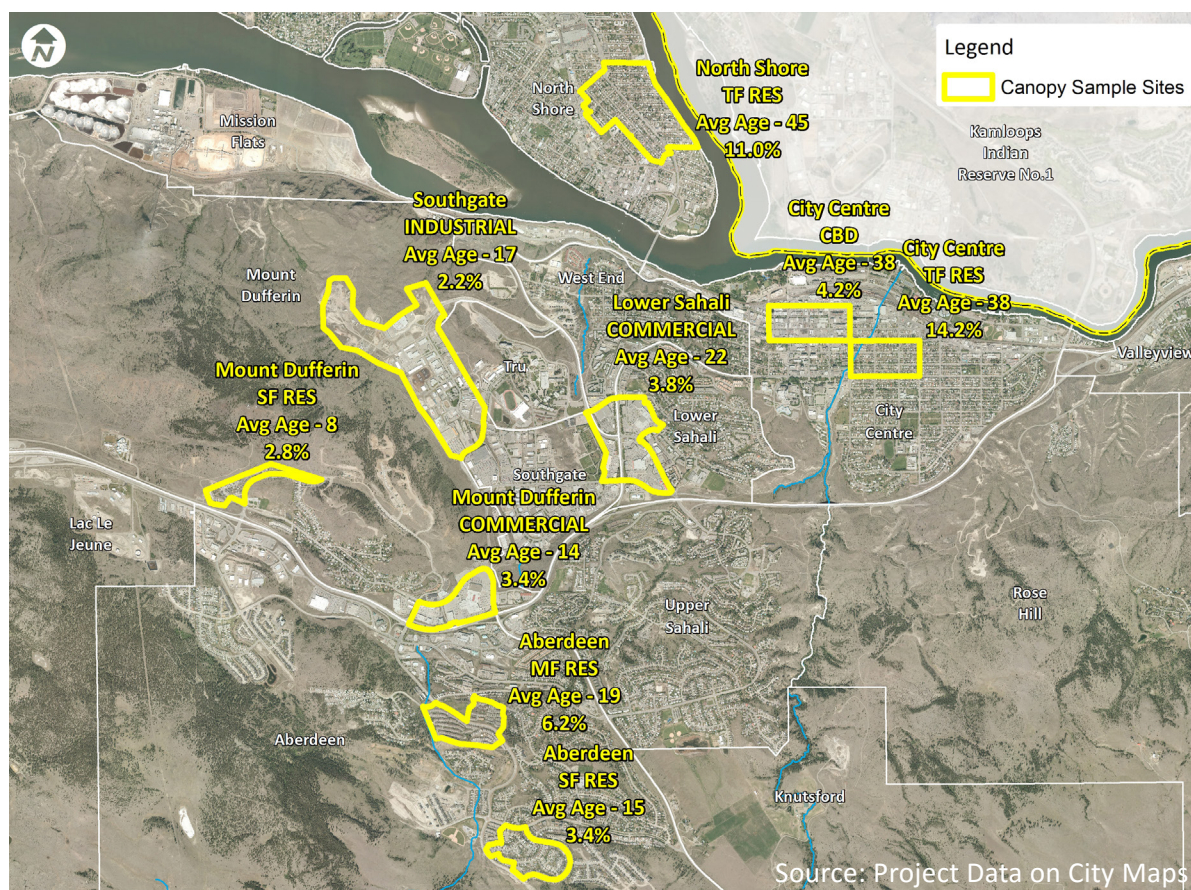 N
Legend
Canopy Sample Sites
North Shore
TF RES
Avg Age - 45
11.0%
North
Shore
Mission
Flats
Kamloops
Indian
Reserve No.1
Southgate
INDUSTRIAL
Avg Age - 17
2.2%
City Centre
CBD
Avg Age - 38
4.2%
City Centre
TF RES
Avg Age - 38
14.2%
Mount
Dufferin
West End
Lower Sahali
COMMERCIAL
Avg Age - 22
3.8%
Valleyview
Mount Dufferin
SF RES
Avg Age - 8
2.8%
Tru
Lower
Sahali
City
Centre
Southgate
Mount Dufferin
COMMERCIAL
Avg Age - 14
3.4%
Lac Le
Jeune
Upper
Sahali
Rose
Hill
Aberdeen
MF RES
Avg Age - 19
6.2%
Aberdeen
Aberdeen
SF RES
Avg Age - 15
3.4%
Knutsford
Source: Project Data on City Maps